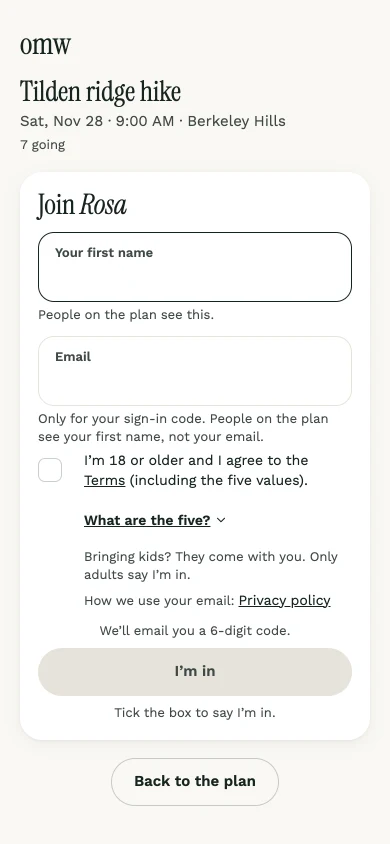 omw
Tilden ridge hike
Sat, Nov 28 · 9:00 AM · Berkeley Hills
7 going
Join Rosa
Your first name
People on the plan see this.
Email
Only for your sign-in code. People on the plan
see your first name, not your email.
I’m 18 or older and I agree to the
Terms (including the five values).
What are the five?
Bringing kids? They come with you. Only
adults say I’m in.
How we use your email: Privacy policy
We’ll email you a 6-digit code.
I’m in
Tick the box to say I’m in.
Back to the plan